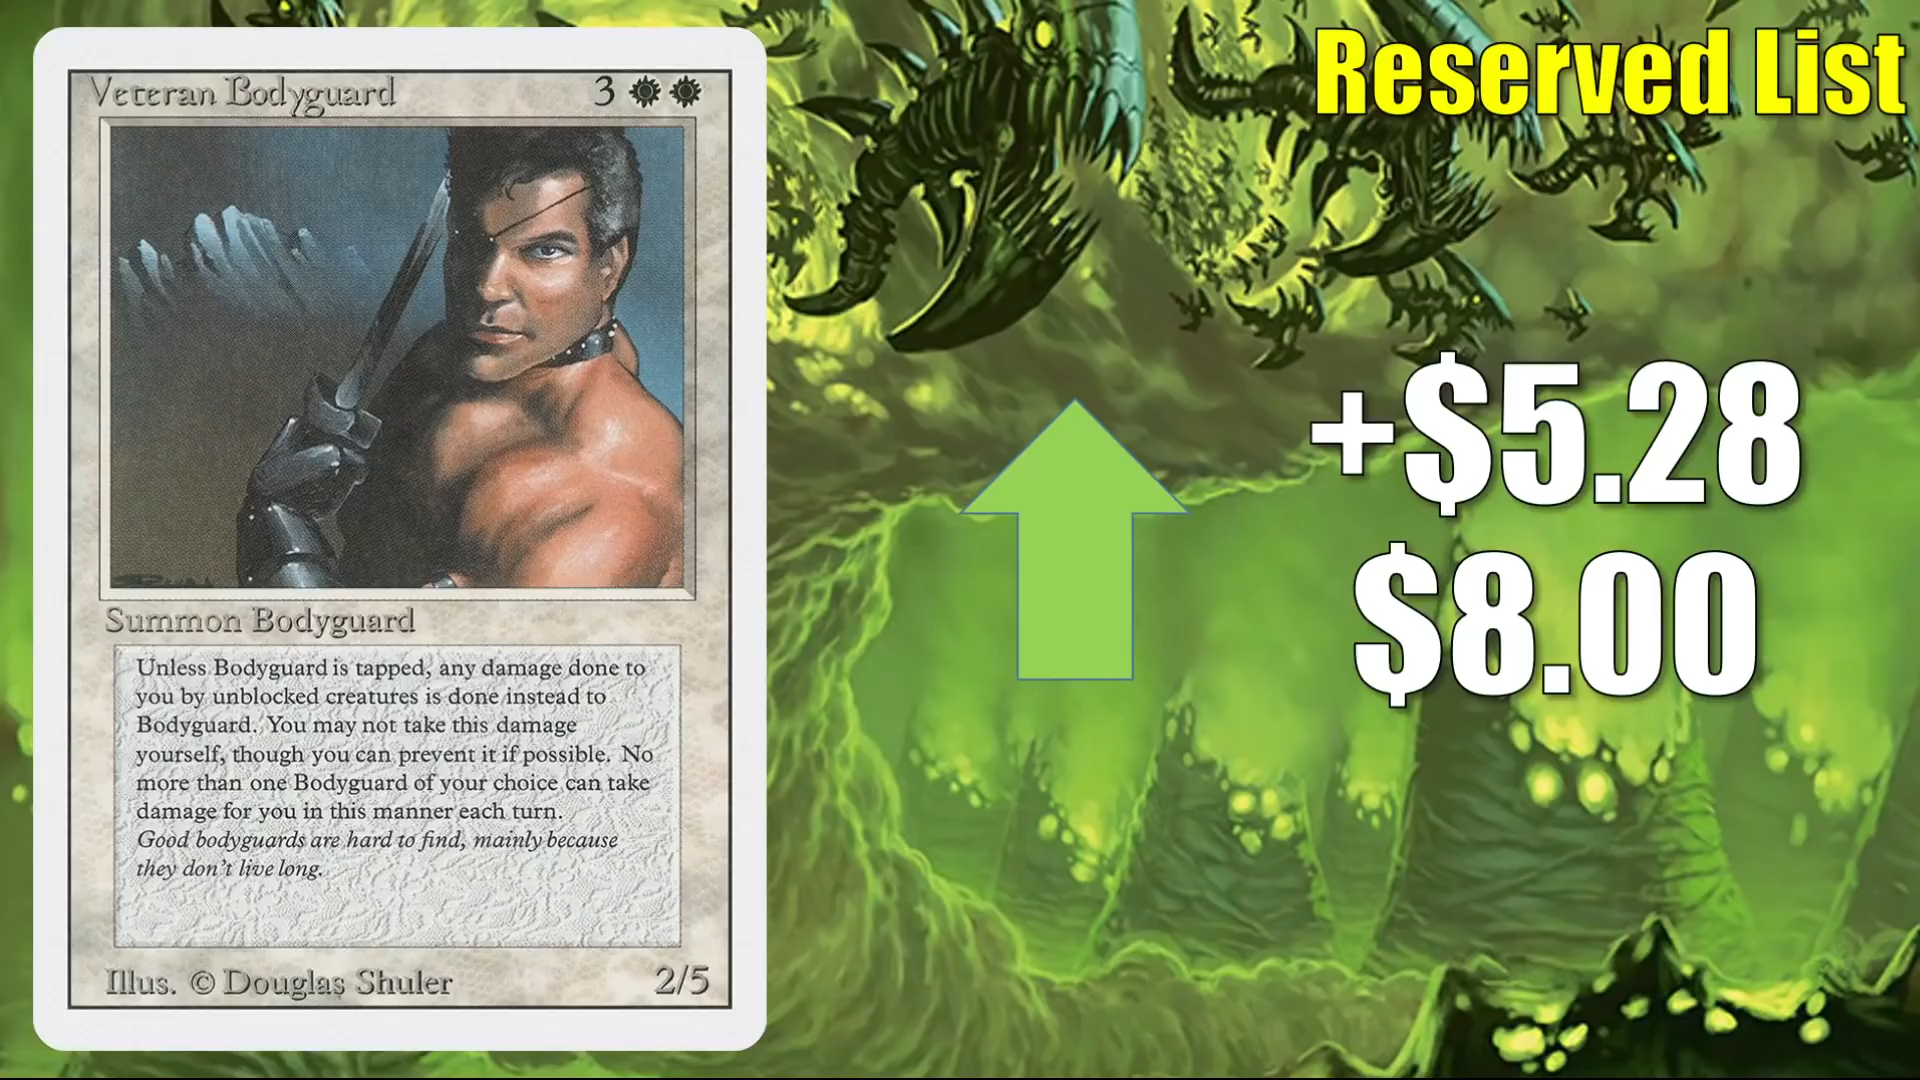 Veteran Bodyguard 3
Summon Bodyguard
Unless Bodyguard is tapped, any damage done to
you by unblocked creatures is done instead to
Bodyguard. You may not take this damage
yourself, though you can prevent it if possible. No
more than one Bodyguard of your choice can take
damage for you in this manner each turn.
Good bodyguards are hard to find, mainly because
they don't live long.
Illus. © Douglas Shuler 2/5
Reserved List
+$5.28
$8.00